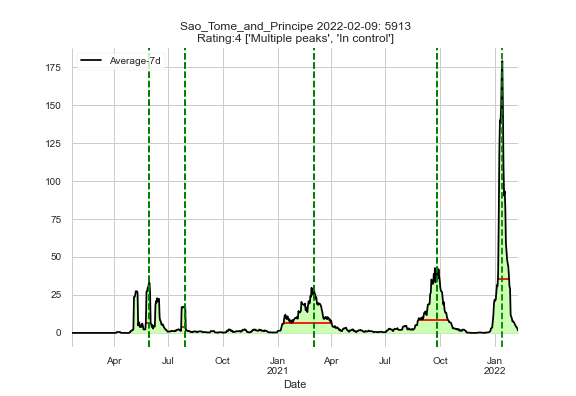 Sao_Tome_and_Principe 2022-02-09: 5913
Rating:4 ['Multiple peaks', 'In control']
Average-7d
175
150
125
100
75
50
25
0
Apr Jul Oct Jan Apr Jul Oct Jan
2021 2022
Date